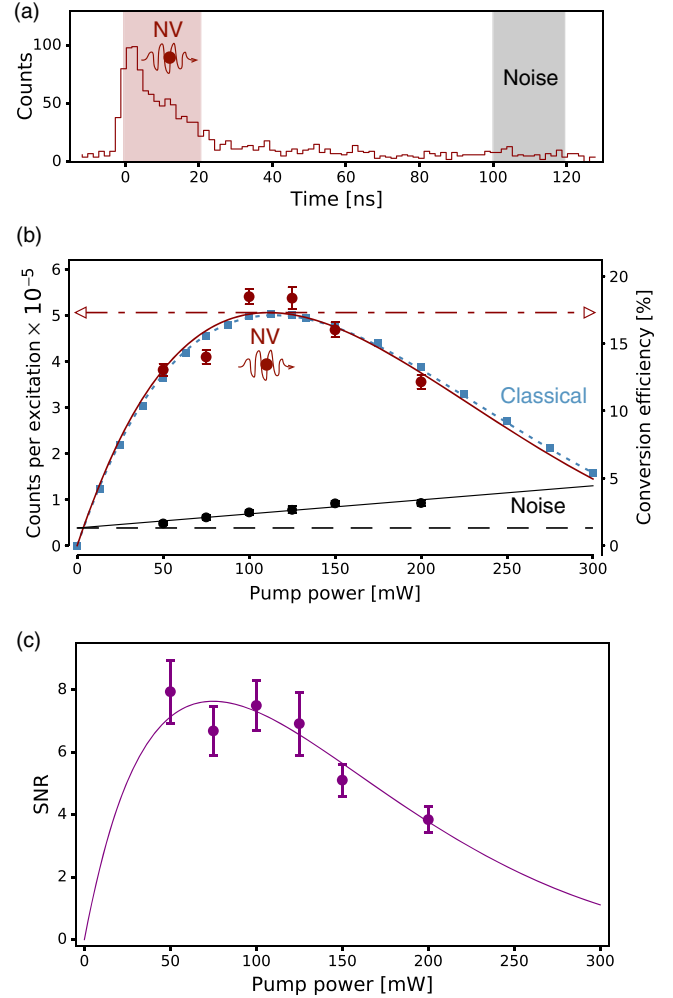 (a)
NV
Noise
Counts
100
50
0
0
20
40
60
80
100
120
Time [ns]
(b)
Counts per excitation × 10⁻⁵
6
5
4
3
2
1
0
NV
Classical
Noise
20
15
10
5
0
Conversion efficiency [%]
0
50
100
150
200
250
300
Pump power [mW]
(c)
SNR
8
6
4
2
0
0
50
100
150
200
250
300
Pump power [mW]